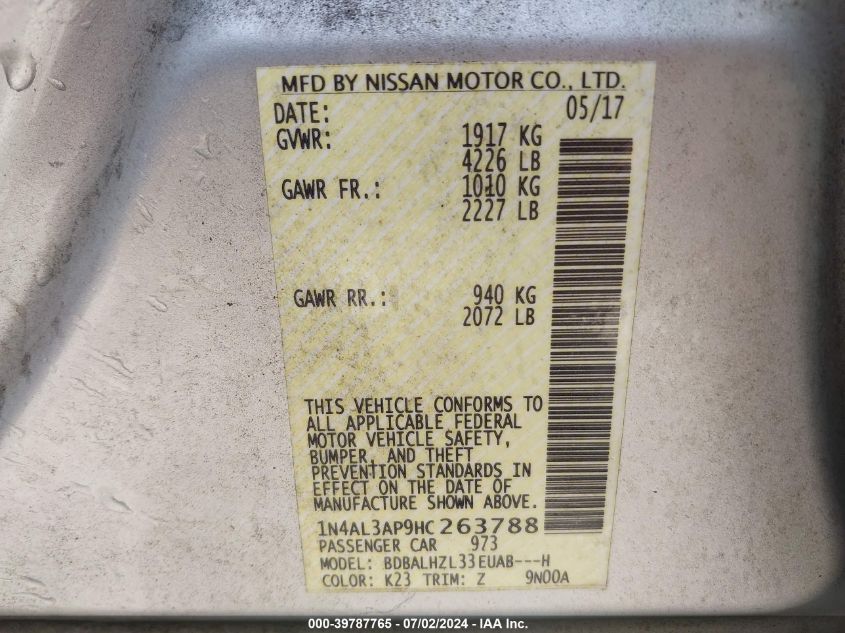 MFD BY NISSAN MOTOR CO., LTD.
DATE: 05/17
GVWR: 1917 KG
4226 LB
GAWR FR.: 1010 KG
2227 LB
GAWR RR.: 940 KG
2072 LB
THIS VEHICLE CONFORMS TO
ALL APPLICABLE FEDERAL
MOTOR VEHICLE SAFETY,
BUMPER, AND THEFT
PREVENTION STANDARDS IN
EFFECT ON THE DATE OF
MANUFACTURE SHOWN ABOVE.
1N4AL3AP9HC263788
PASSENGER CAR 973
MODEL: BDBALHZL33EUAB---H
COLOR: K23 TRIM: Z 9N00A
000-39787765 - 07/02/2024 - IAA Inc.